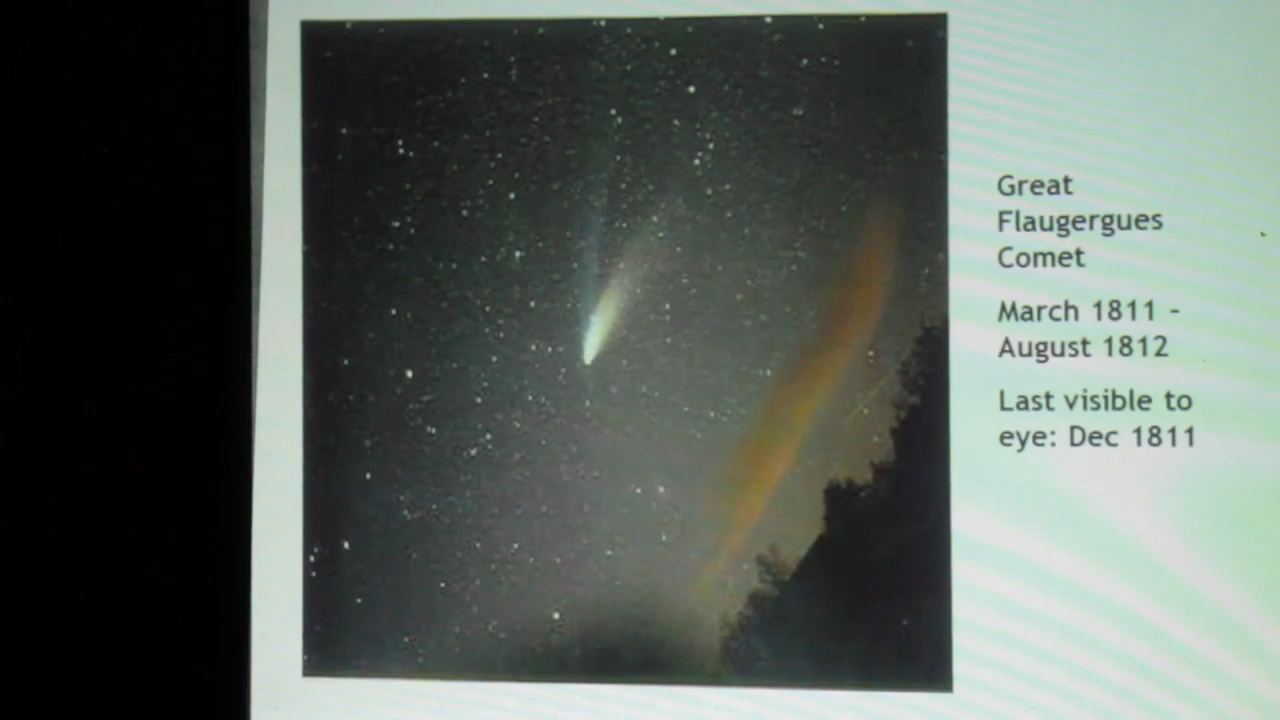 Great
Flaugergues
Comet
March 1811 -
August 1812
Last visible to
eye: Dec 1811